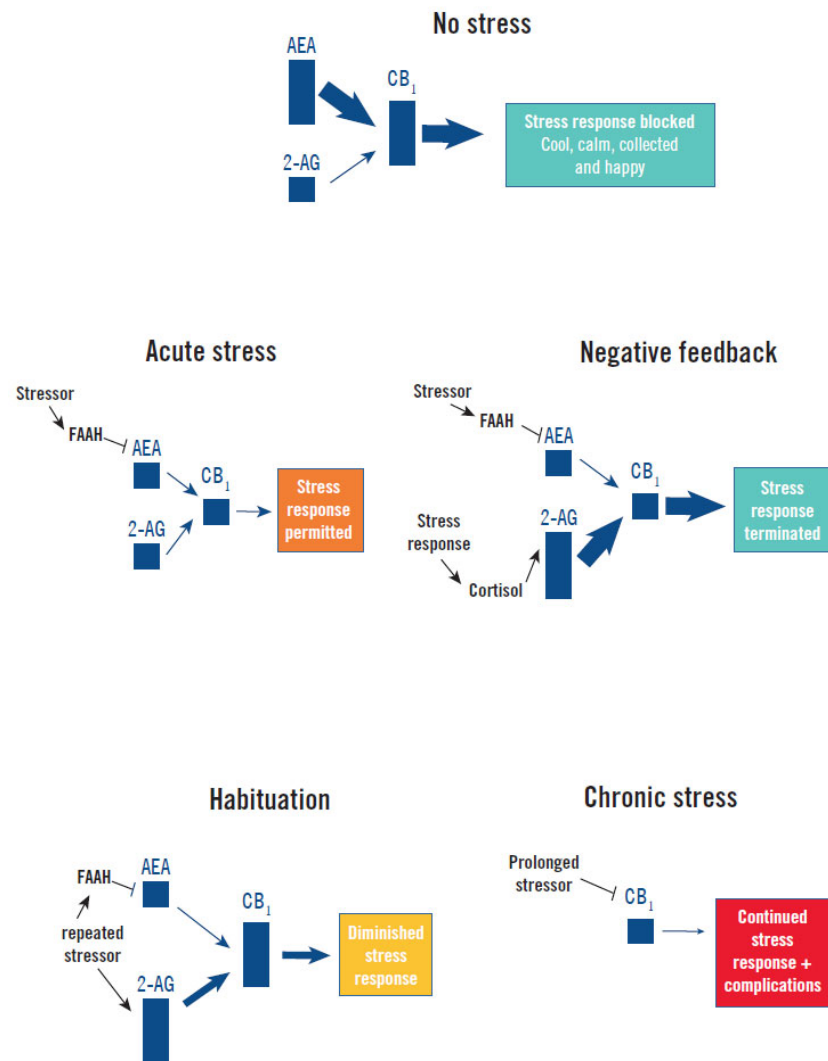 No stress
AEA
CB1
2-AG
Stress response blocked
Cool, calm, collected
and happy
Acute stress
Stressor
FAAH
AEA
CB1
2-AG
Stress
response
permitted
Negative feedback
Stressor
FAAH
AEA
CB1
2-AG
Stress
response
Cortisol
Stress
response
terminated
Habituation
FAAH
AEA
CB1
repeated
stressor
2-AG
Diminished
stress
response
Chronic stress
Prolonged
stressor
CB1
Continued
stress
response +
complications